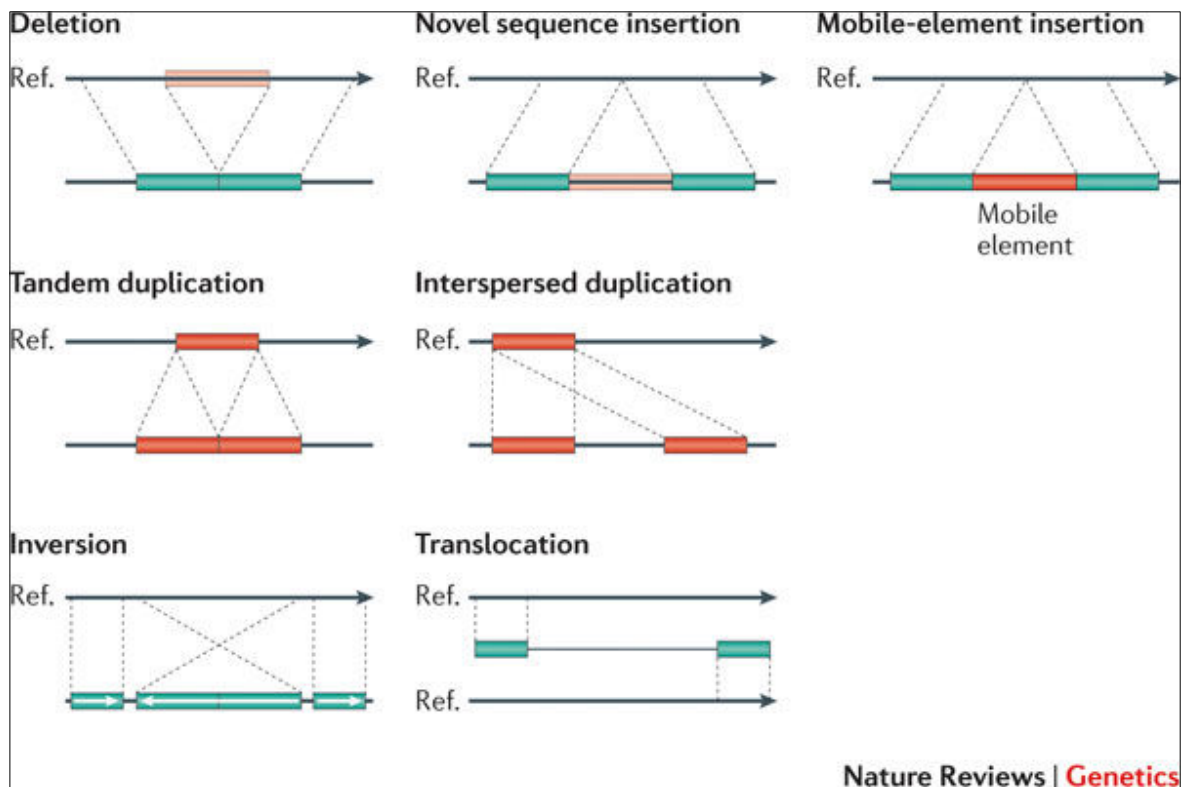 Deletion
Novel sequence insertion
Mobile-element insertion
Ref.
Ref.
Ref.
Mobile
element
Tandem duplication
Interspersed duplication
Ref.
Ref.
Inversion
Translocation
Ref.
Ref.
Ref.
Nature Reviews | Genetics